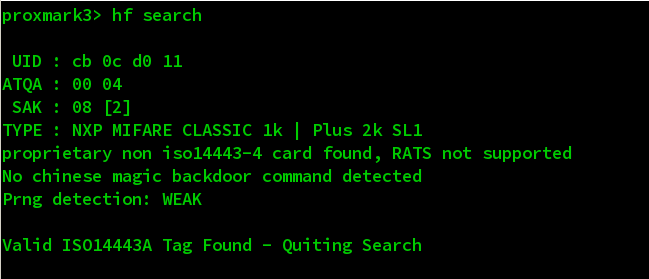 proxmark3> hf search
UID : cb 0c d0 11
ATQA : 00 04
SAK : 08 [2]
TYPE : NXP MIFARE CLASSIC 1k | Plus 2k SL1
proprietary non iso14443-4 card found, RATS not supported
No chinese magic backdoor command detected
Prng detection: WEAK
Valid ISO14443A Tag Found - Quiting Search